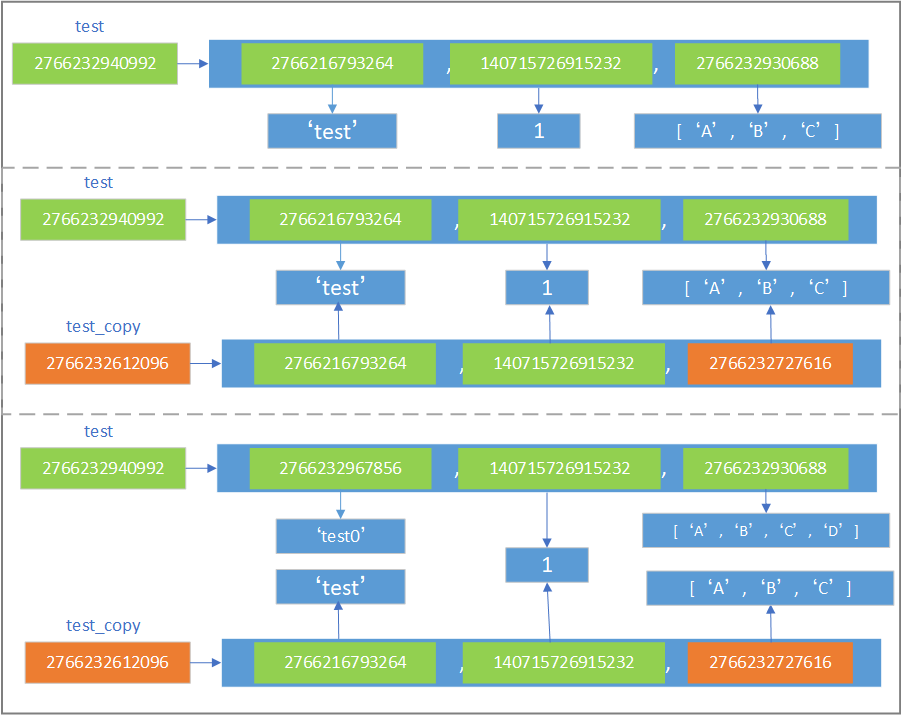 test
2766232940992 2766216793264 , 140715726915232 , 2766232930688
‘test’ 1 [ ‘A’ , ‘B’ , ‘C’ ]
test
2766232940992 2766216793264 , 140715726915232 , 2766232930688
‘test’ 1 [ ‘A’ , ‘B’ , ‘C’ ]
test_copy
2766232612096 2766216793264 , 140715726915232 , 2766232727616
test
2766232940992 2766232967856 , 140715726915232 , 2766232930688
‘test0’ [ ‘A’ , ‘B’ , ‘C’ , ‘D’ ]
1
‘test’ [ ‘A’ , ‘B’ , ‘C’ ]
test_copy
2766232612096 2766216793264 , 140715726915232 , 2766232727616